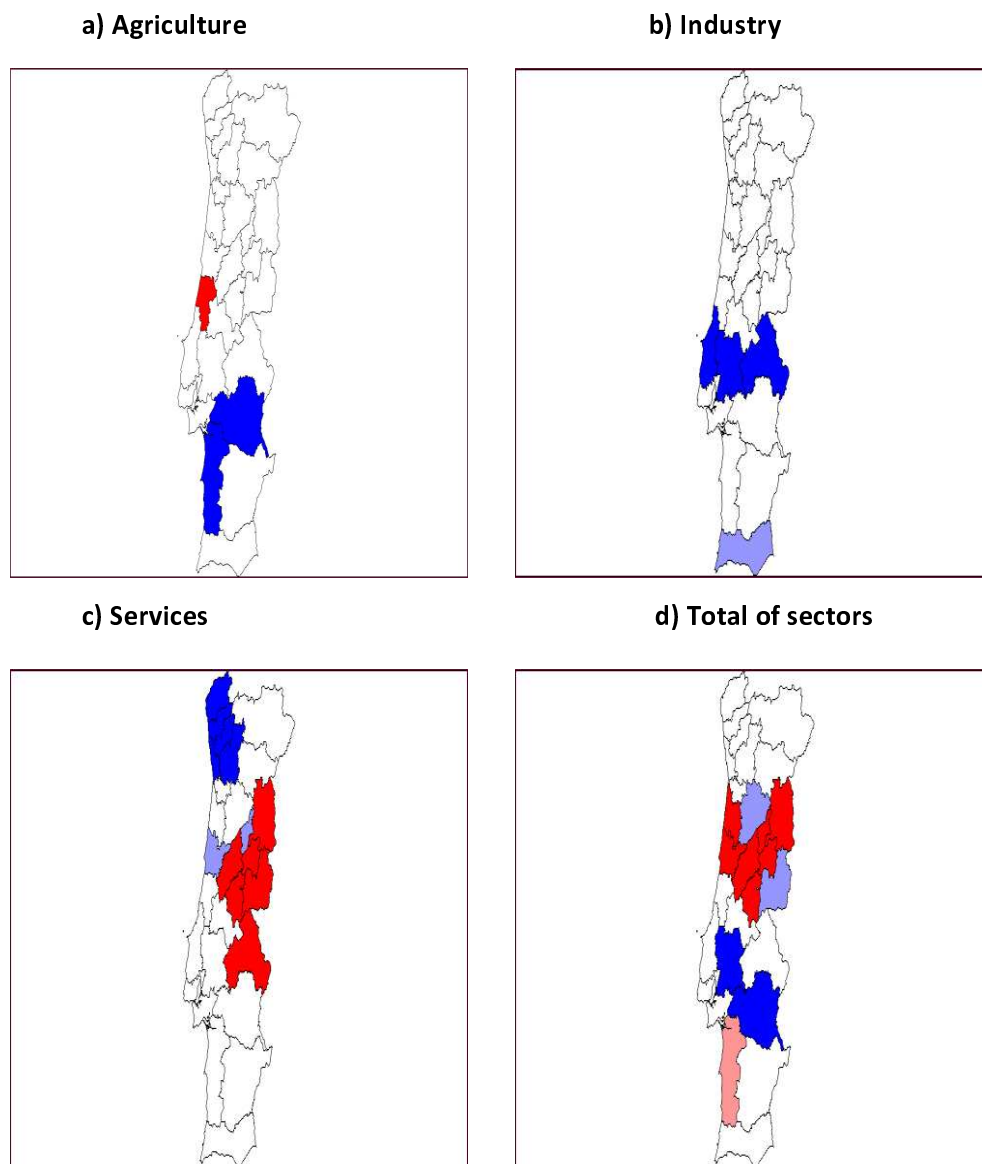 a) Agriculture
b) Industry
c) Services
d) Total of sectors